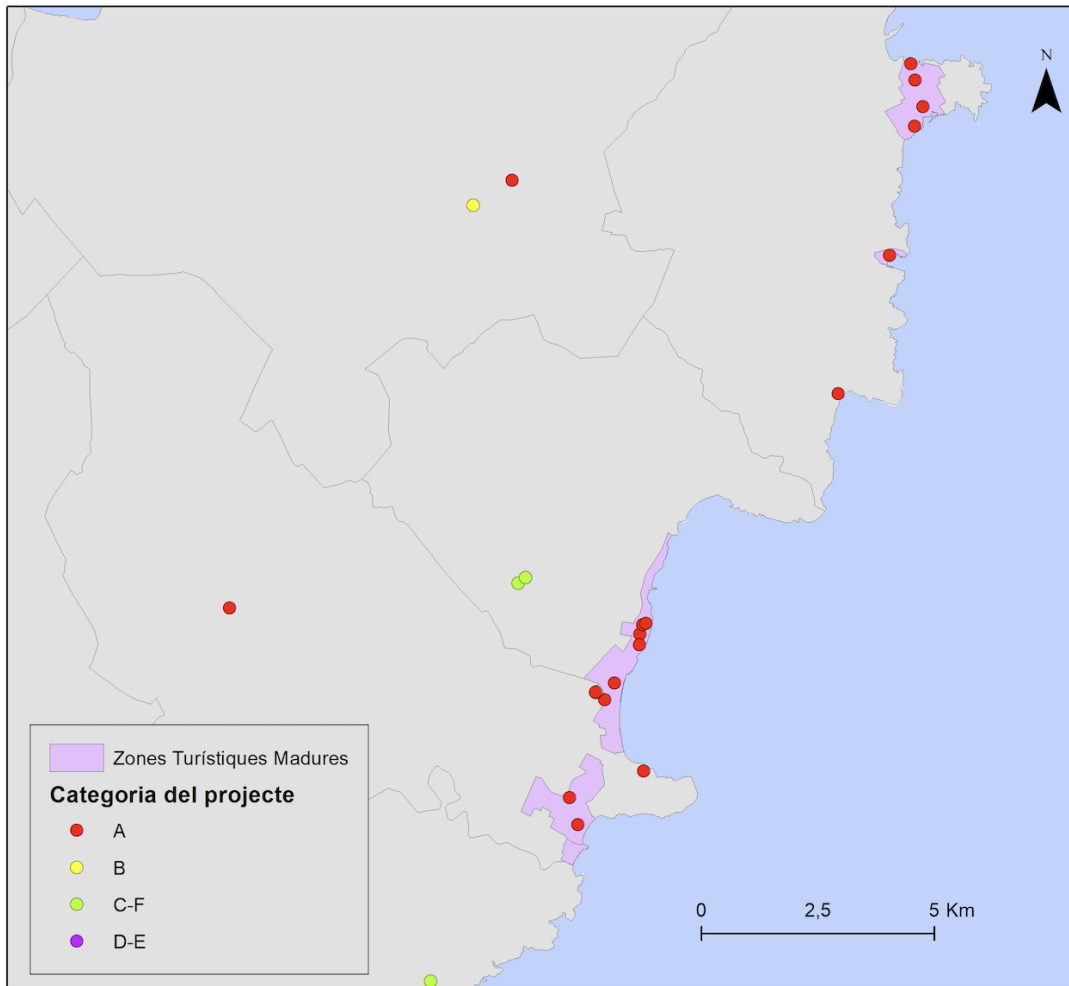 N
Zones Turístiques Madures
Categoria del projecte
A
B
C-F
D-E
0 2,5 5 Km